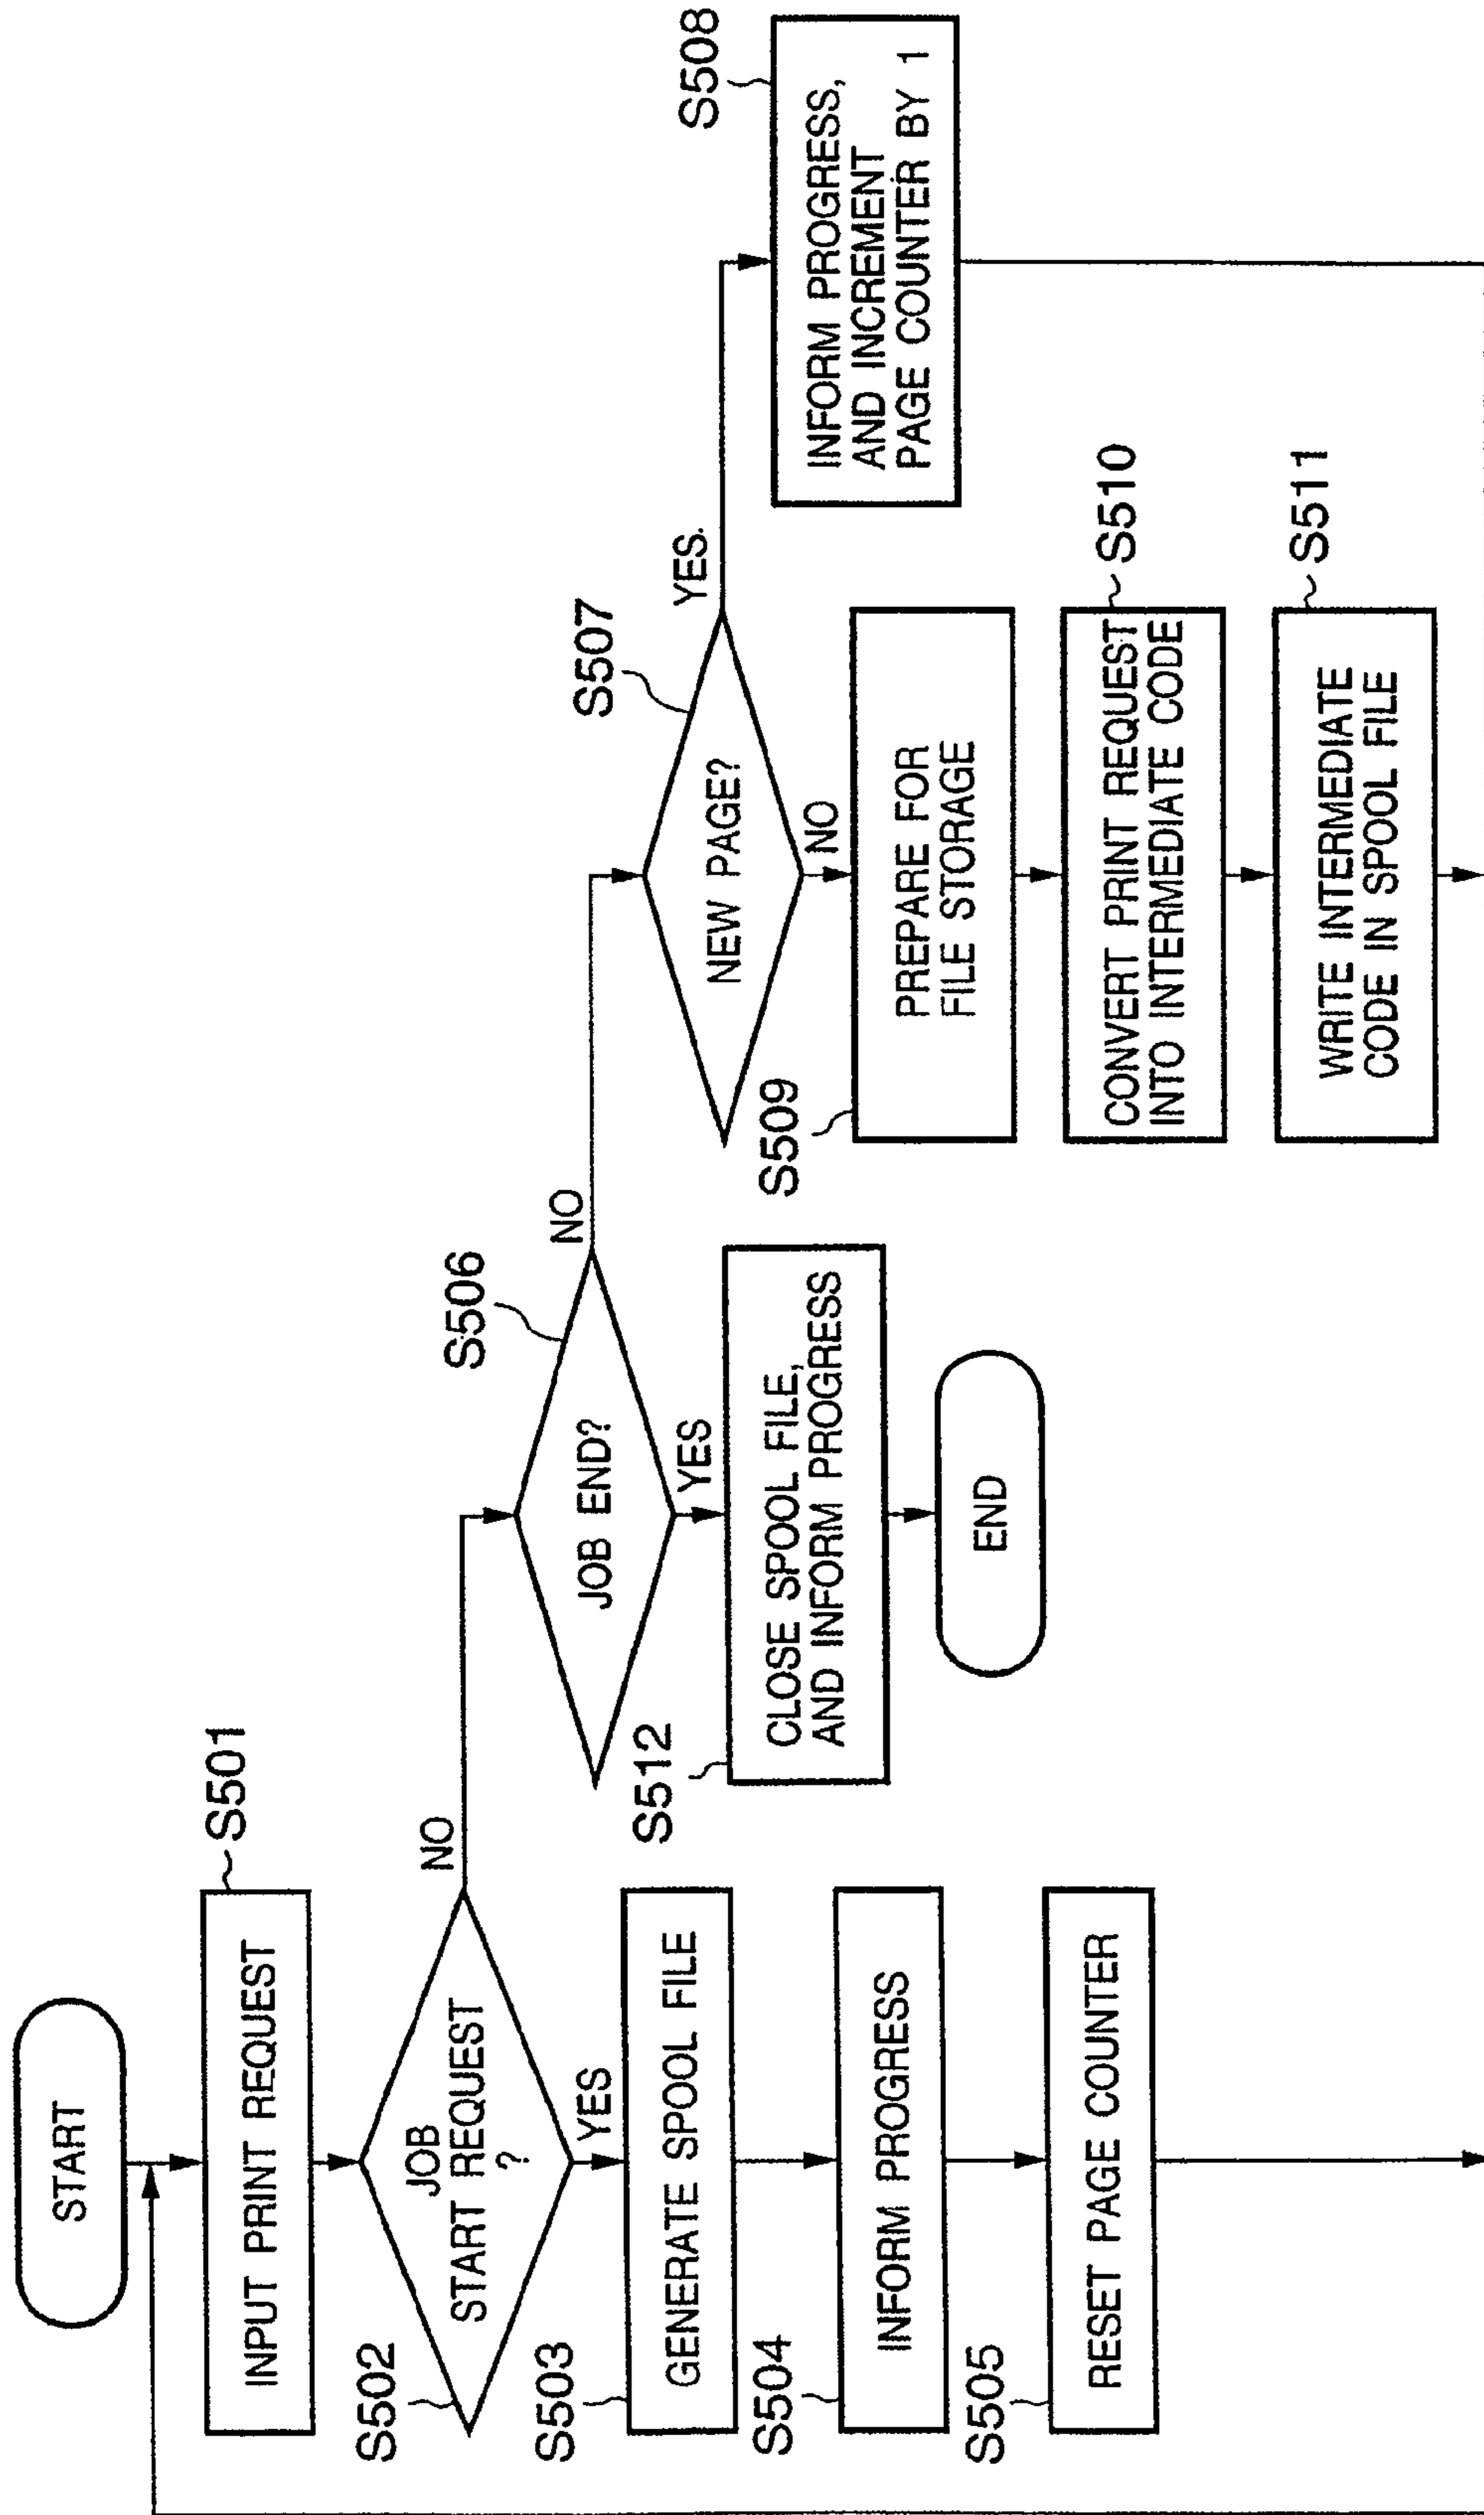 START
S501
INPUT PRINT REQUEST
S502
JOB
START REQUEST
?
NO
YES
S503
GENERATE SPOOL FILE
S504
INFORM PROGRESS
S505
RESET PAGE COUNTER
S506
JOB END?
NO
YES
S512
CLOSE SPOOL FILE,
AND INFORM PROGRESS
END
S507
NEW PAGE?
YES.
NO
S508
INFORM PROGRESS,
AND INCREMENT
PAGE COUNTER BY 1
S509
PREPARE FOR
FILE STORAGE
S510
CONVERT PRINT REQUEST
INTO INTERMEDIATE CODE
S511
WRITE INTERMEDIATE
CODE IN SPOOL FILE